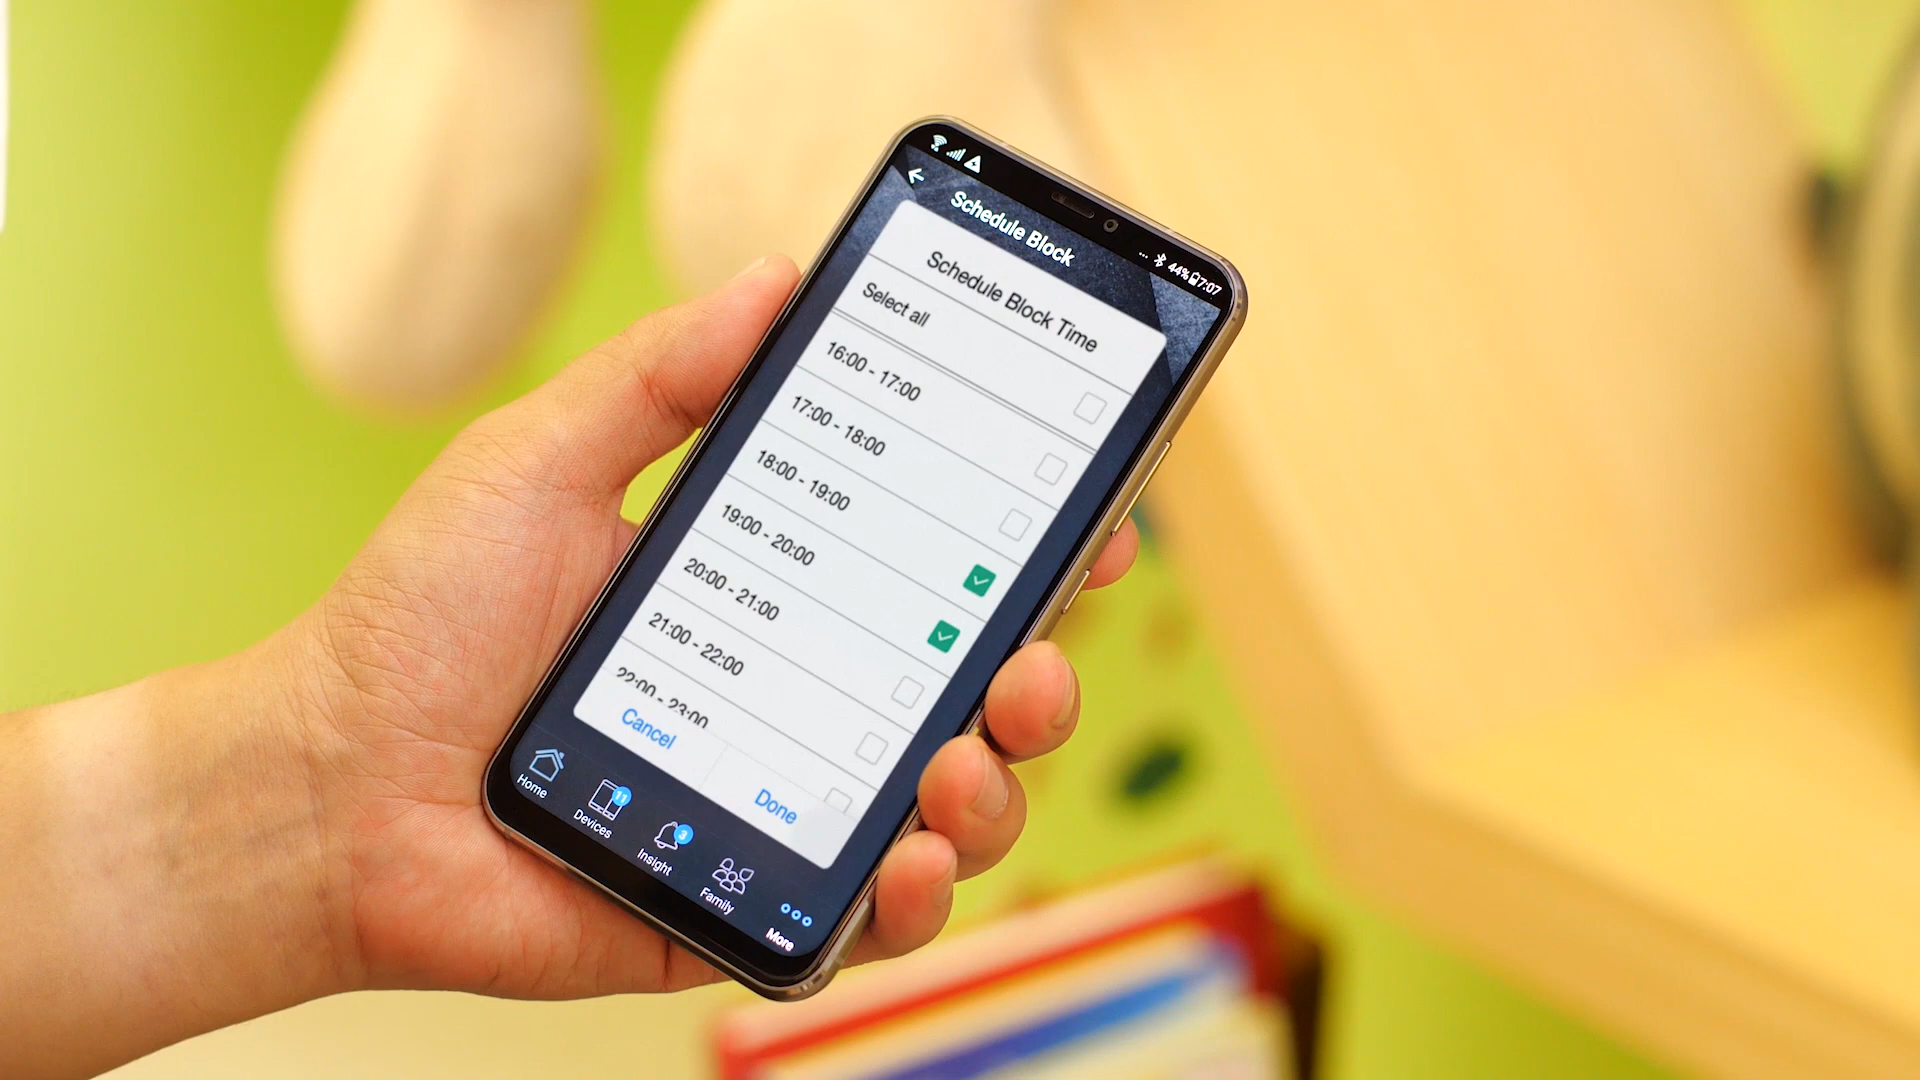 44% 7:07
Schedule Block
Schedule Block Time
Select all
16:00 - 17:00
17:00 - 18:00
18:00 - 19:00
19:00 - 20:00
20:00 - 21:00
21:00 - 22:00
22:00 - 23:00
Cancel
Done
Home
11
Devices
3
Insight
Family
More